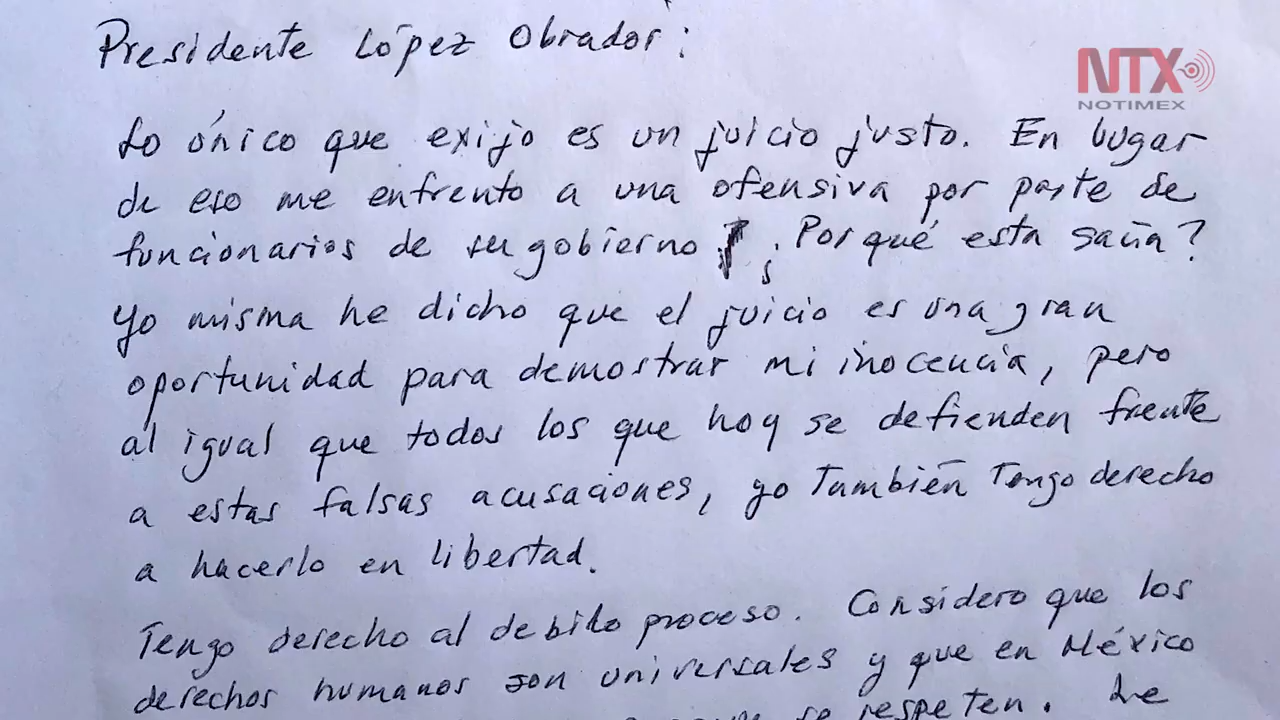 Presidente López Obrador:
NTX
NOTIMEX
Lo único que exijo es un juicio justo. En lugar
de eso me enfrento a una ofensiva por parte de
funcionarios de su gobierno ¿Por qué esta saña?
Yo misma he dicho que el juicio es una gran
oportunidad para demostrar mi inocencia, pero
al igual que todos los que hoy se defienden frente
a estas falsas acusaciones, yo también tengo derecho
a hacerlo en libertad.
Tengo derecho al debido proceso. Considero que los
derechos humanos son universales y que en México
se respeten. Le